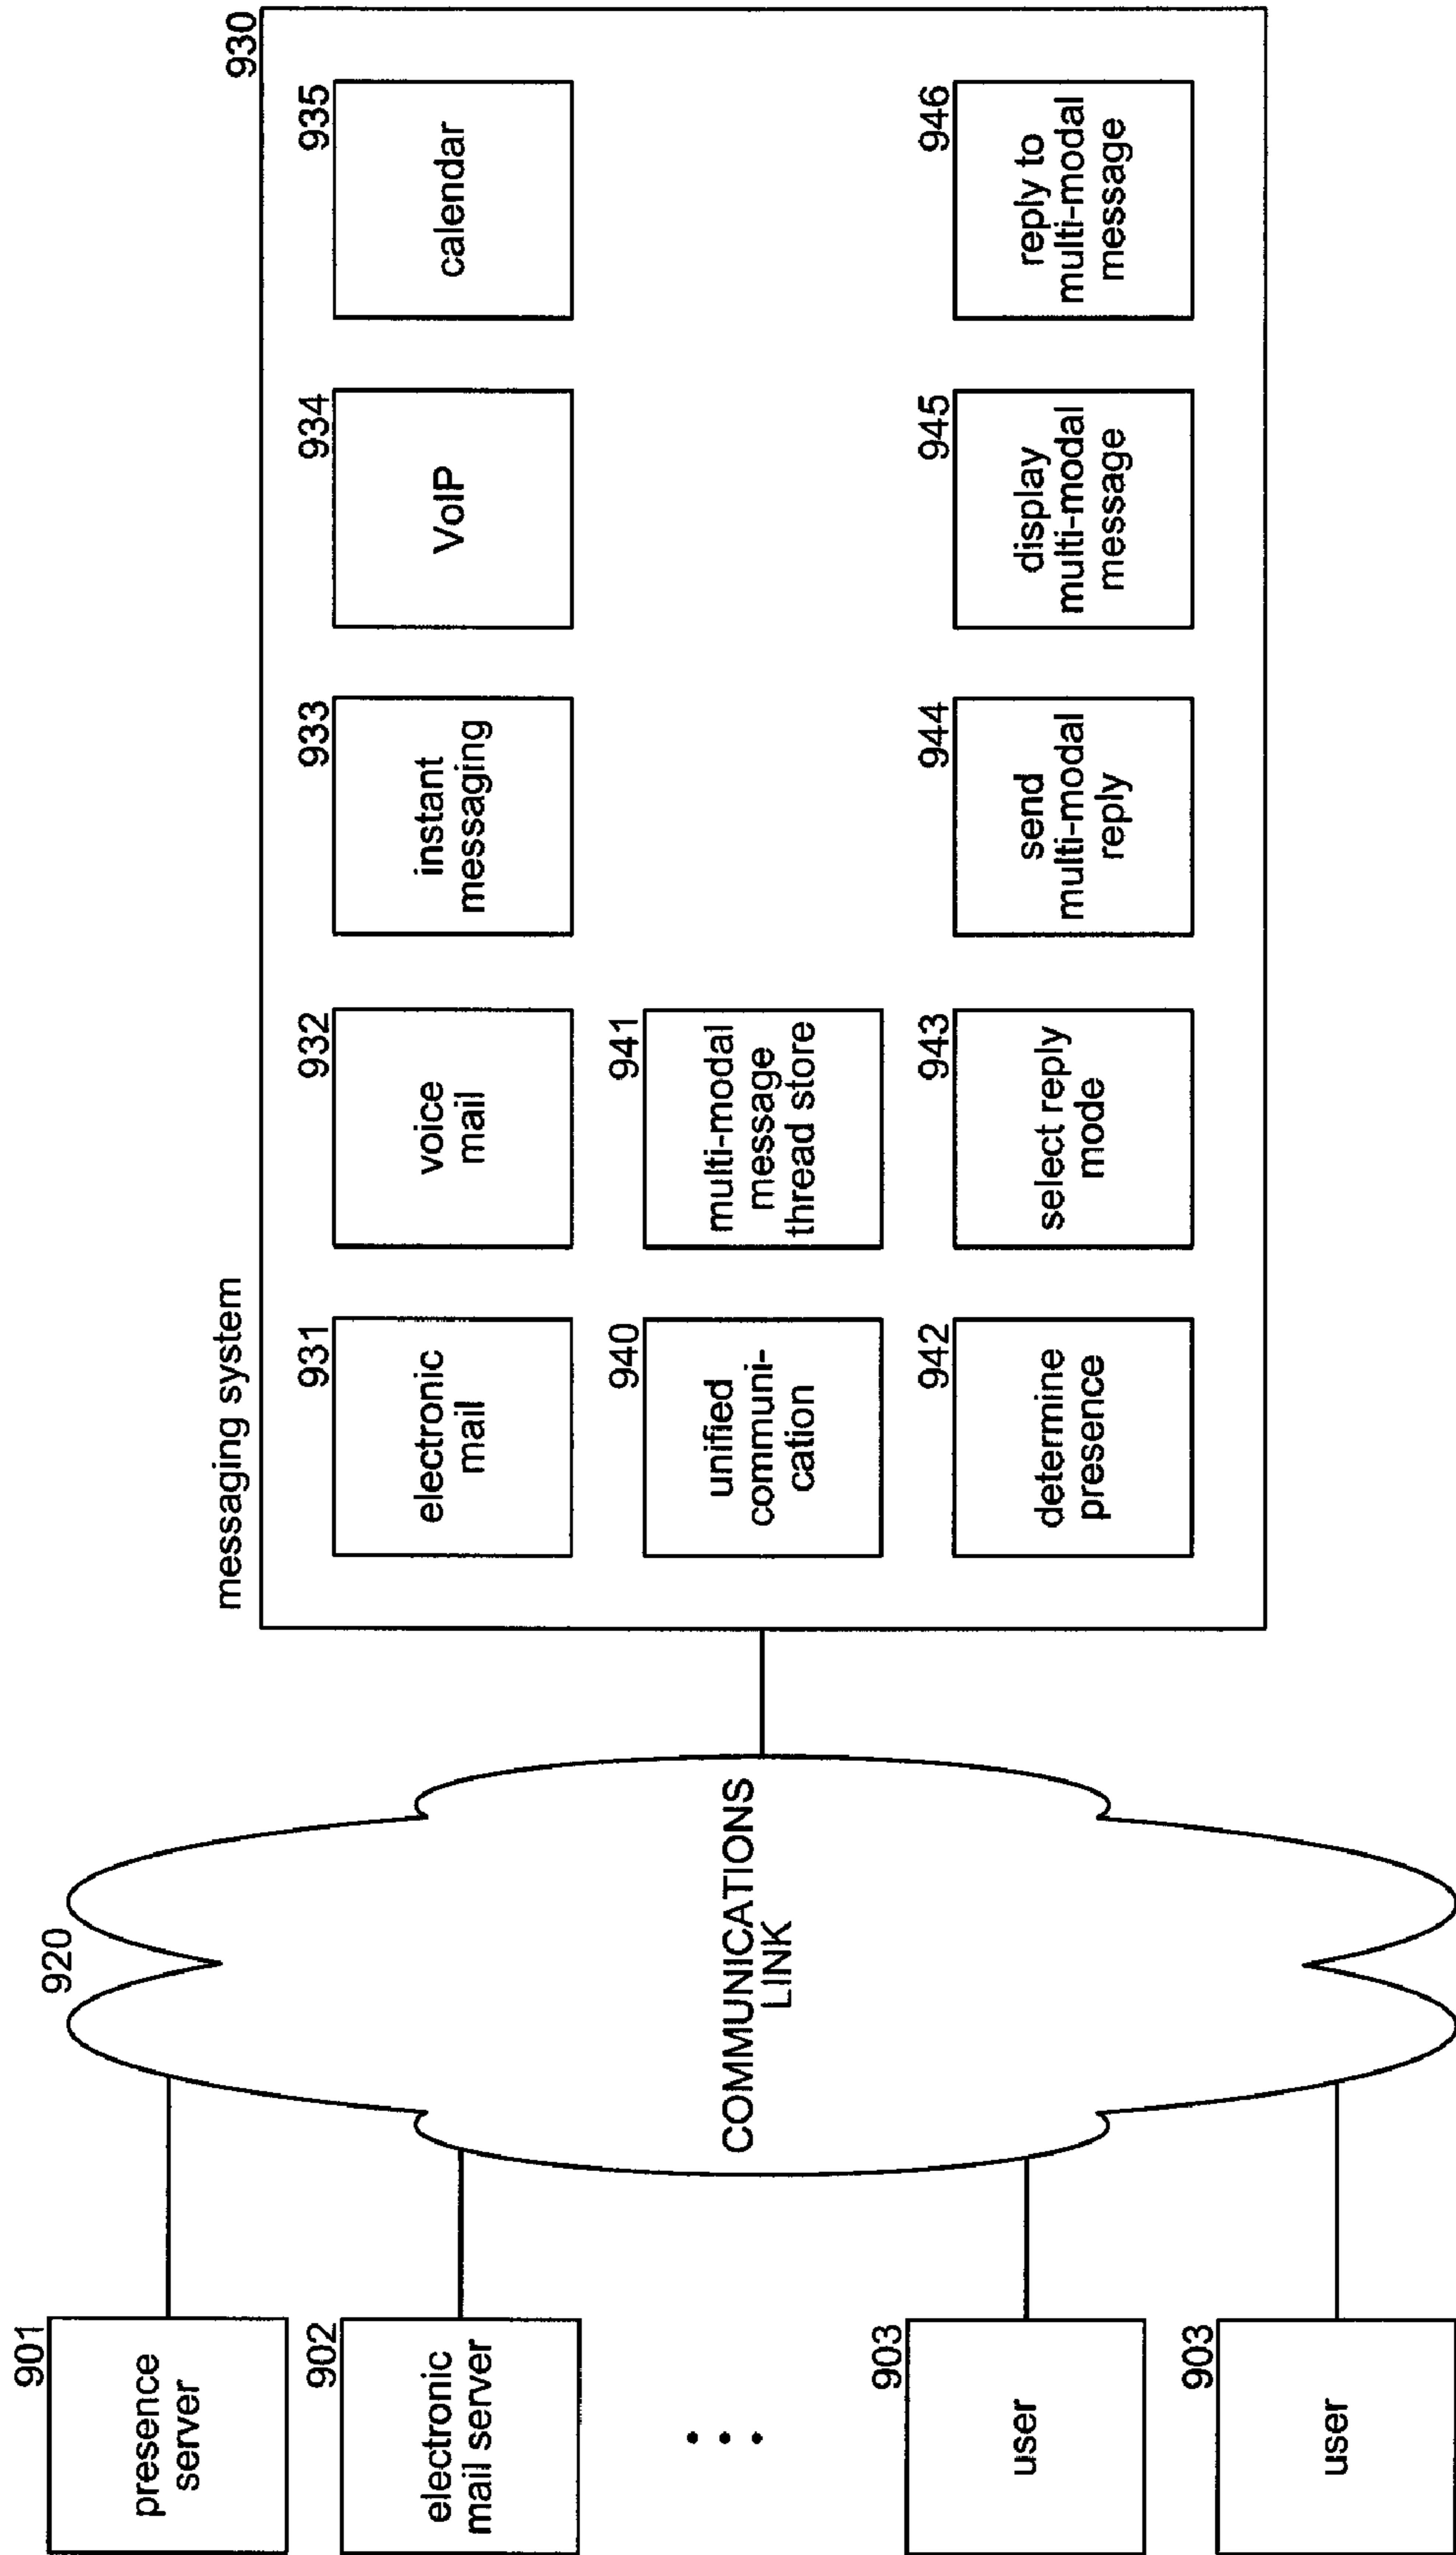 901
presence
server
902
electronic
mail server
903
user
903
user
920
COMMUNICATIONS
LINK
messaging system
930
931
electronic
mail
932
voice
mail
933
instant
messaging
934
VoIP
935
calendar
940
unified
communi-
cation
941
multi-modal
message
thread store
942
determine
presence
943
select reply
mode
944
send
multi-modal
reply
945
display
multi-modal
message
946
reply to
multi-modal
message